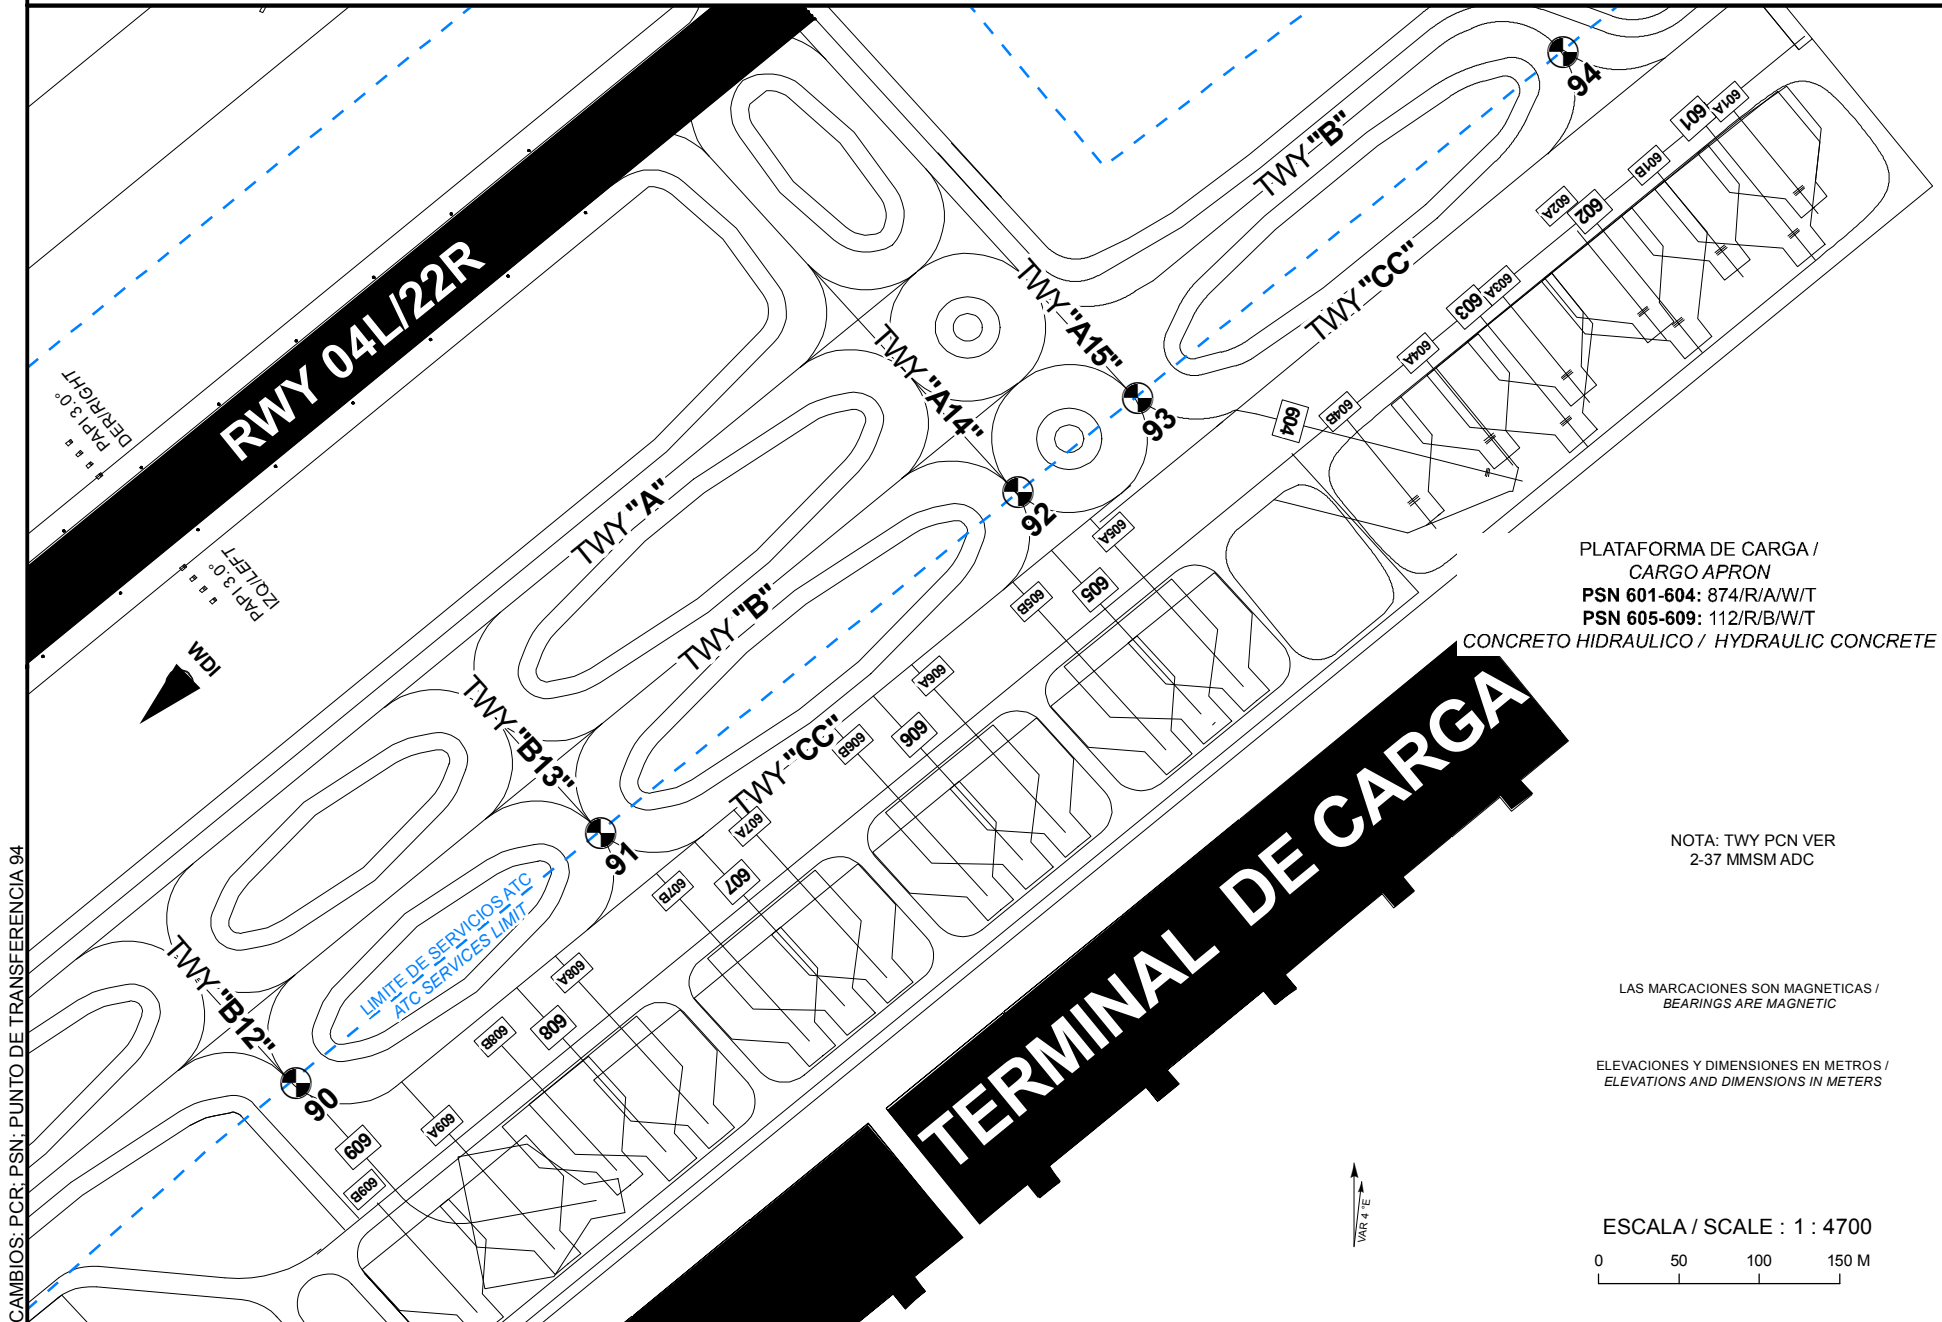 94
TWY "B"
601A
601
601B
602A
602
TWY "CC"
603A
603
604A
604B
604
RWY 04L/22R
TWY "A15"
TWY "A14"
93
92
PAPI 3.0°
DER/RIGHT
PAPI 3.0°
IZQ/LEFT
WDI
TWY "A"
TWY "B"
605A
605
605B
PLATAFORMA DE CARGA /
CARGO APRON
PSN 601-604: 874/R/A/W/T
PSN 605-609: 112/R/B/W/T
CONCRETO HIDRAULICO / HYDRAULIC CONCRETE
606A
606
606B
TWY "B13"
TWY "CC"
91
607A
607
607B
LIMITE DE SERVICIOS ATC
ATC SERVICES LIMIT
608A
608
608B
TWY "B12"
90
609A
609
609B
TERMINAL DE CARGA
NOTA: TWY PCN VER
2-37 MMSM ADC
LAS MARCACIONES SON MAGNETICAS /
BEARINGS ARE MAGNETIC
ELEVACIONES Y DIMENSIONES EN METROS /
ELEVATIONS AND DIMENSIONS IN METERS
VAR 4 °E
ESCALA / SCALE : 1 : 4700
0 50 100 150 M
CAMBIOS: PCR; PSN; PUNTO DE TRANSFERENCIA 94